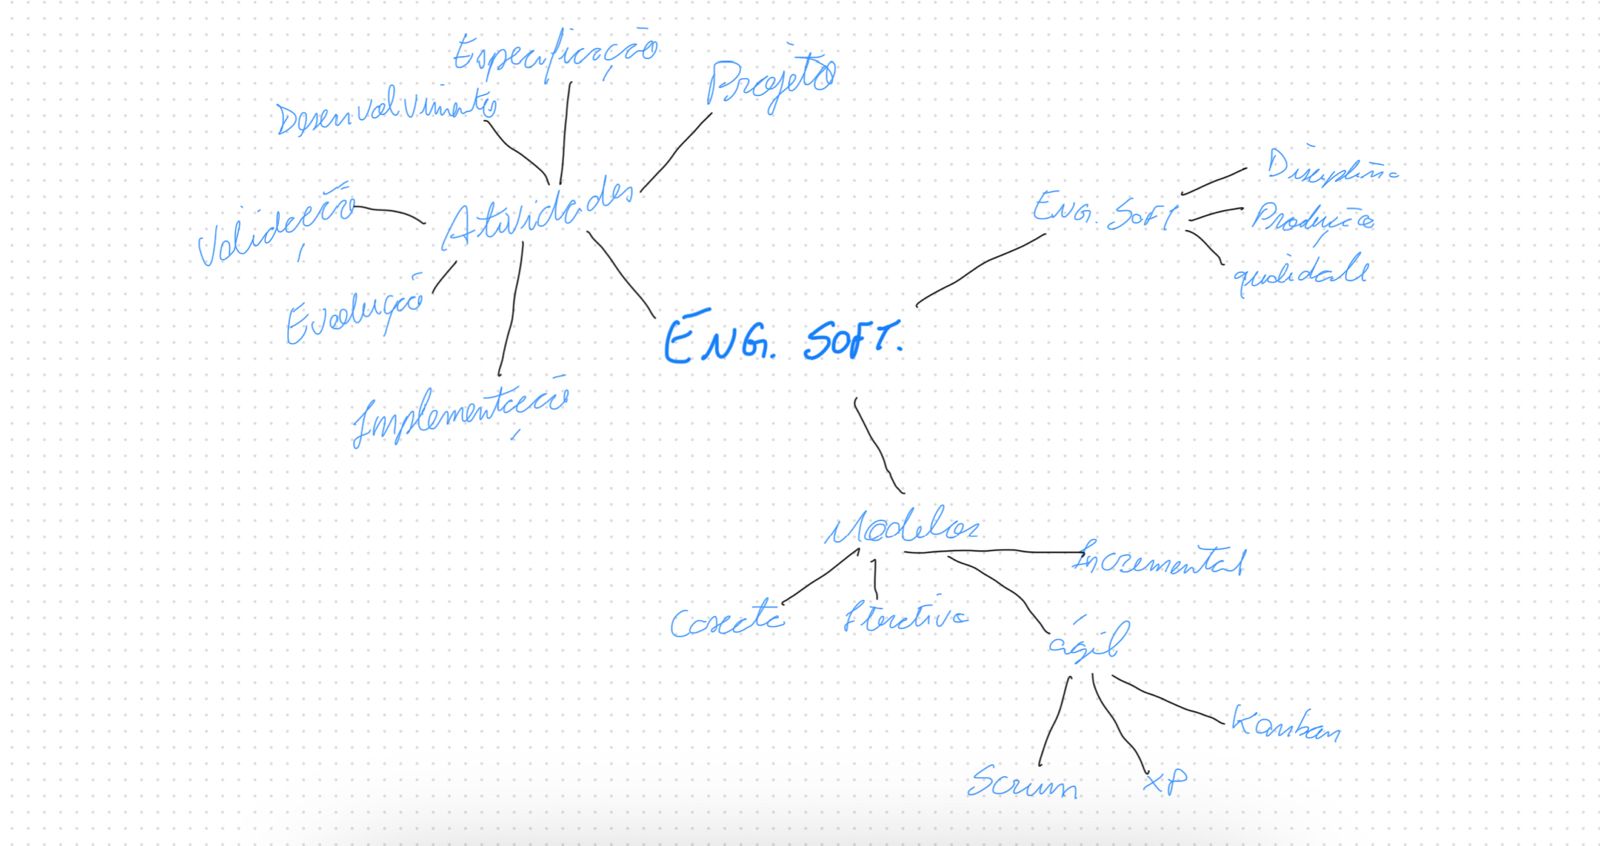 Especificação
Projeto
Desenvolvimento
Validação
Atividades
Evolução
Implementação
ENG. SOFT.
ENG. SOFT
Disciplina
Produção
qualidade
Modelos
Incremental
Cascata
Iterativo
ágil
Kanban
Scrum
XP